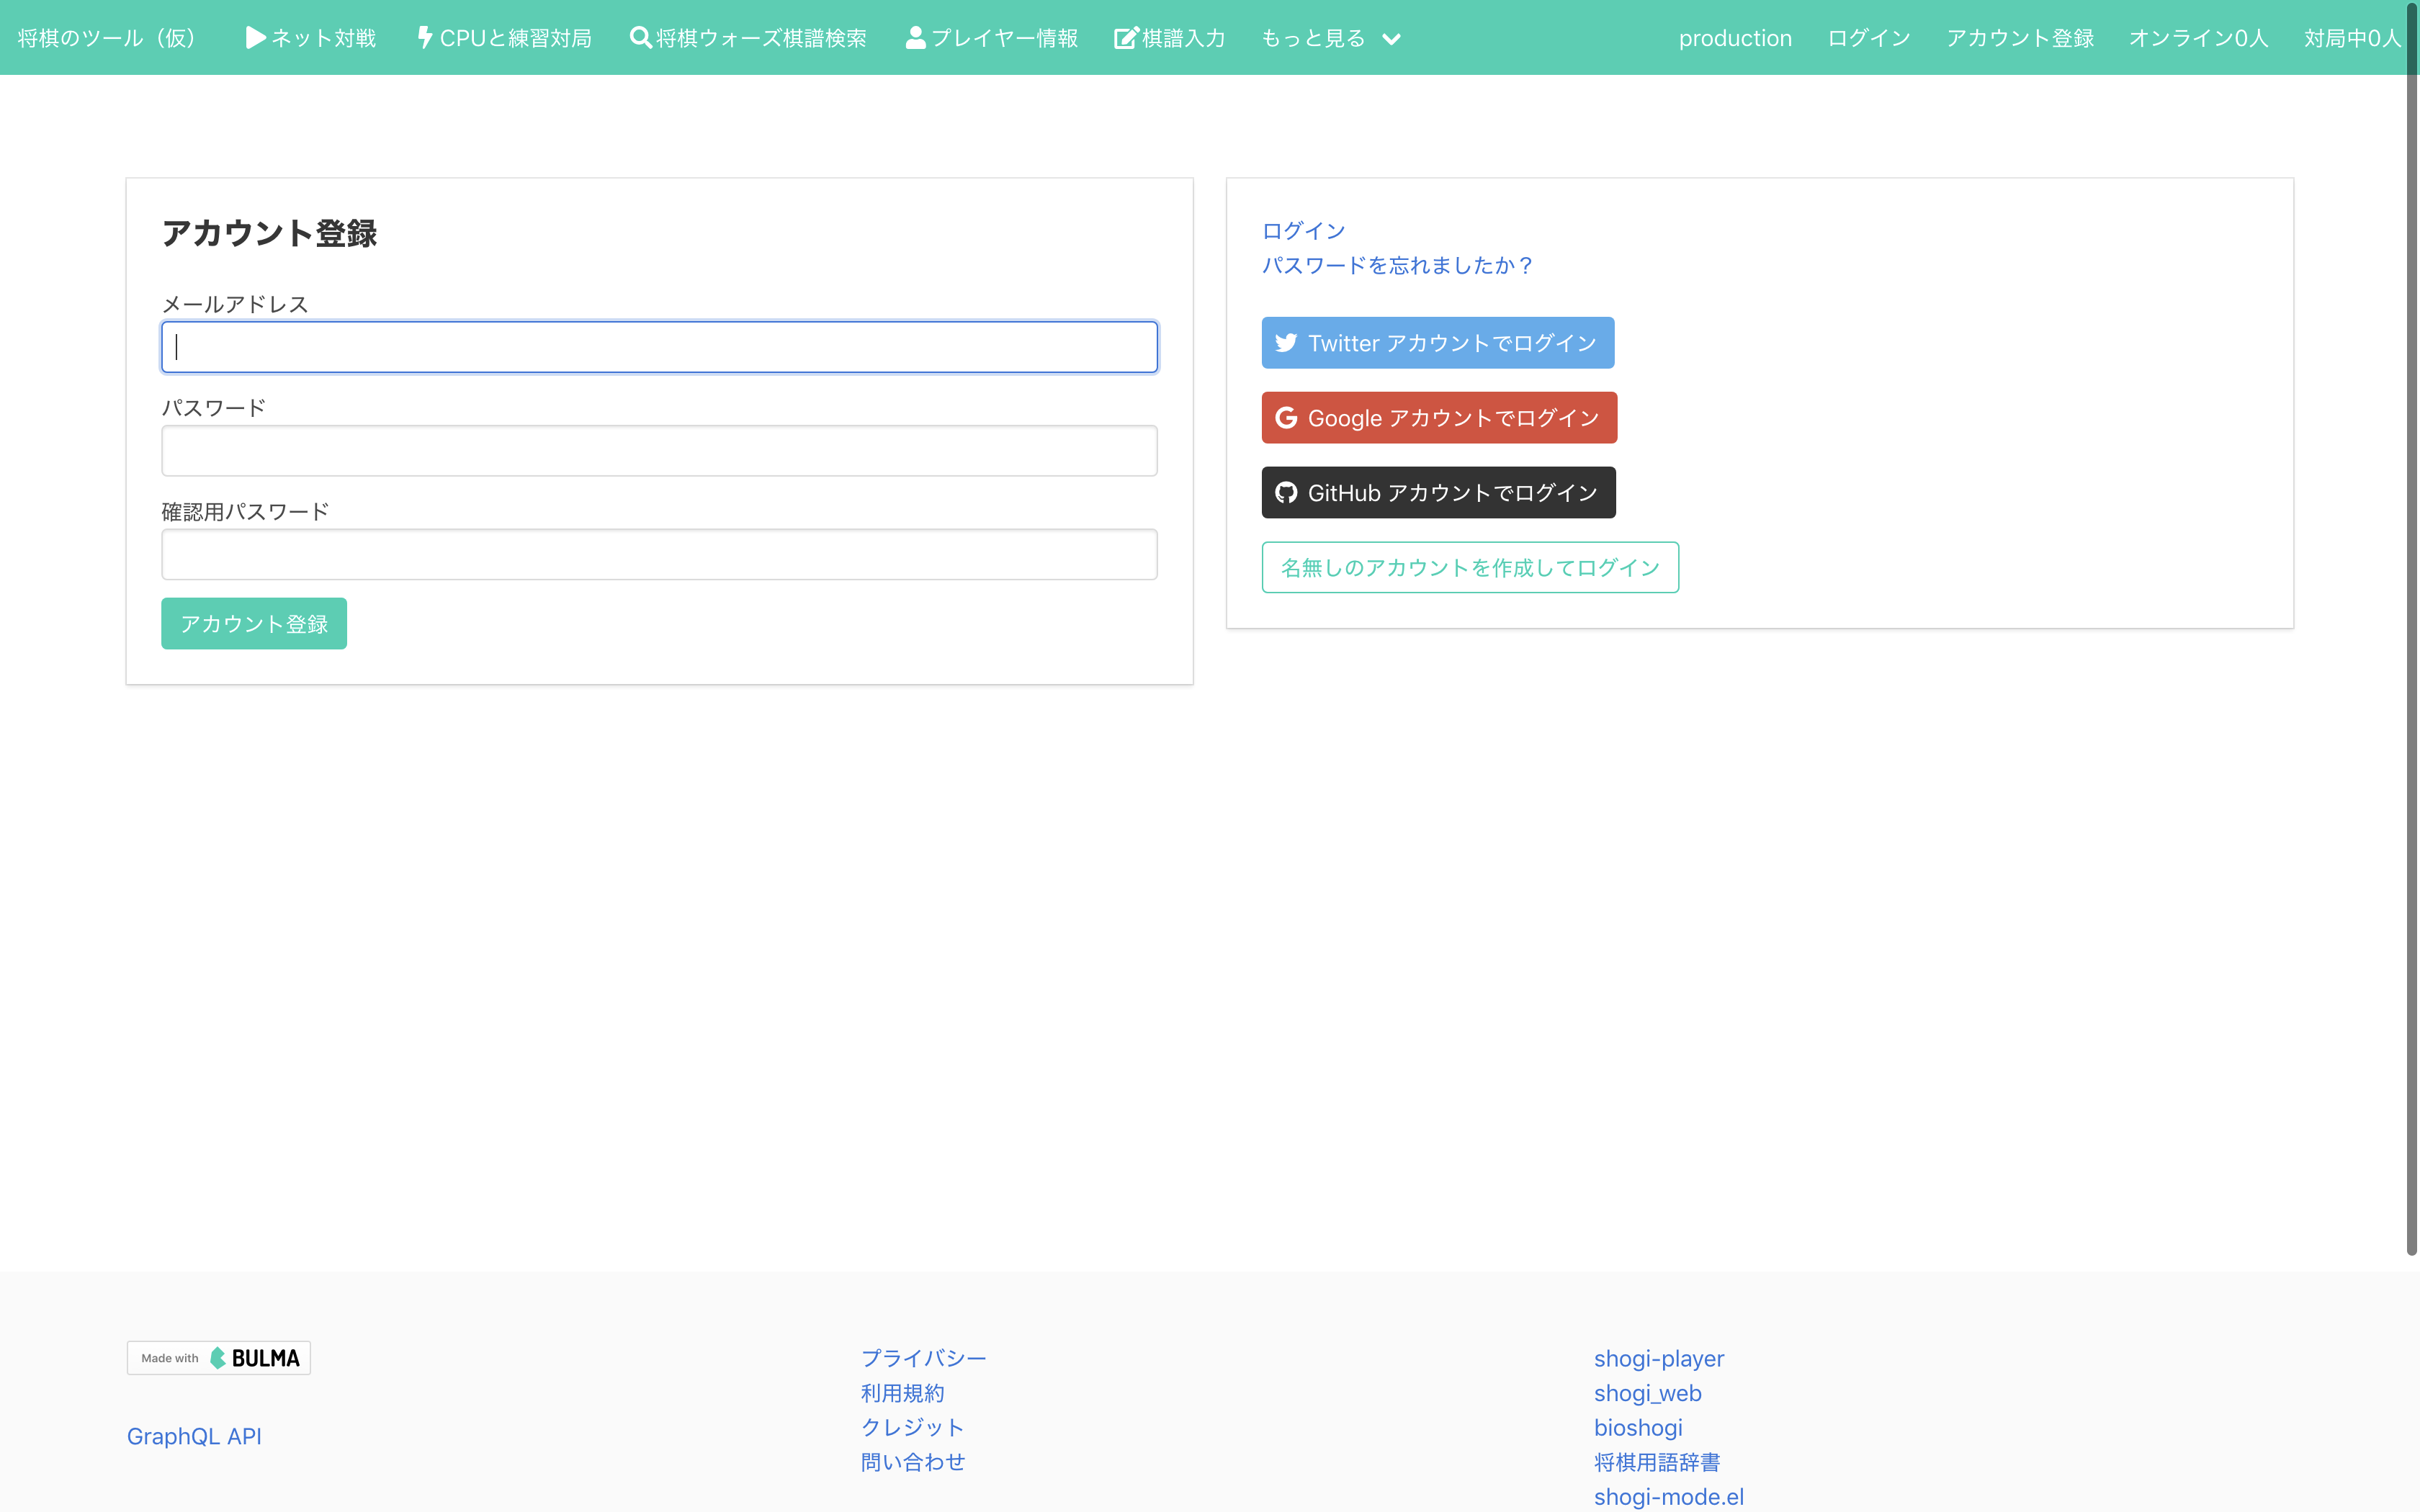 将棋のツール（仮） ネット対戦 CPUと練習対局 将棋ウォーズ棋譜検索 プレイヤー情報 棋譜入力 もっと見る production ログイン アカウント登録 オンライン0人 対局中0人
アカウント登録
メールアドレス
パスワード
確認用パスワード
アカウント登録
ログイン
パスワードを忘れましたか？
Twitter アカウントでログイン
Google アカウントでログイン
GitHub アカウントでログイン
名無しのアカウントを作成してログイン
Made with BULMA
GraphQL API
プライバシー
利用規約
クレジット
問い合わせ
shogi-player
shogi_web
bioshogi
将棋用語辞書
shogi-mode.el